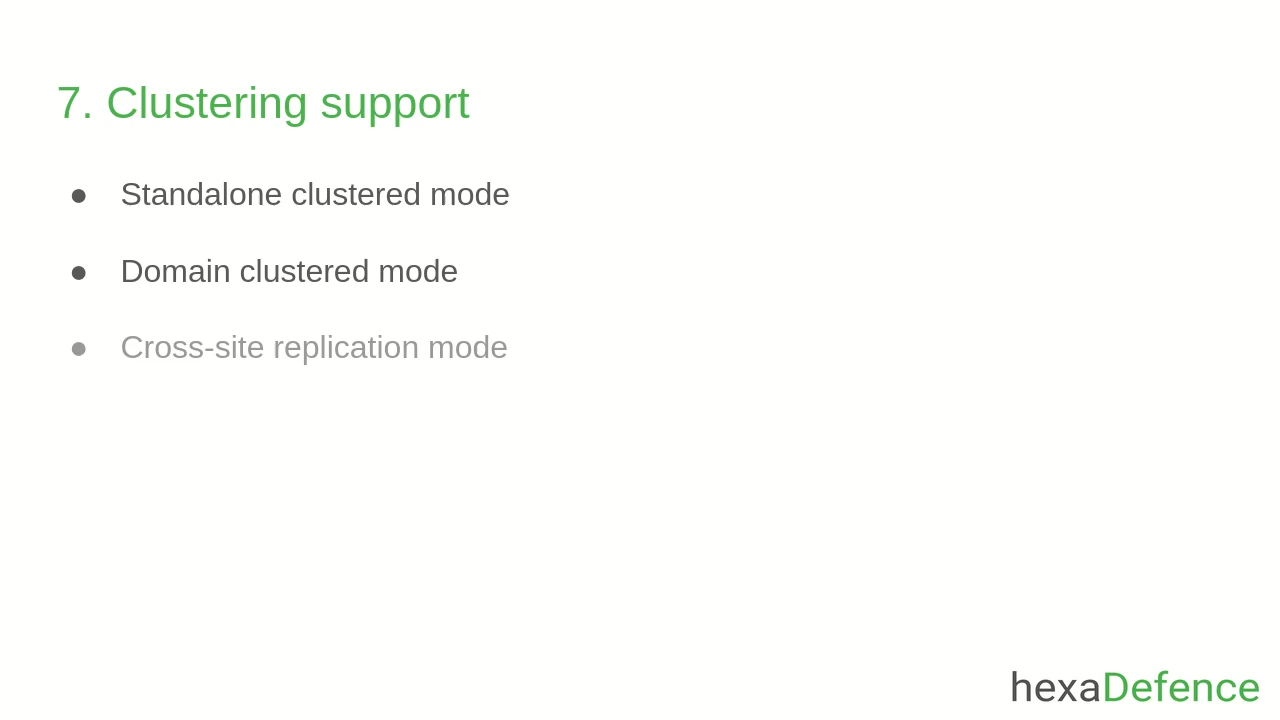 7. Clustering support
● Standalone clustered mode
● Domain clustered mode
● Cross-site replication mode
hexaDefence